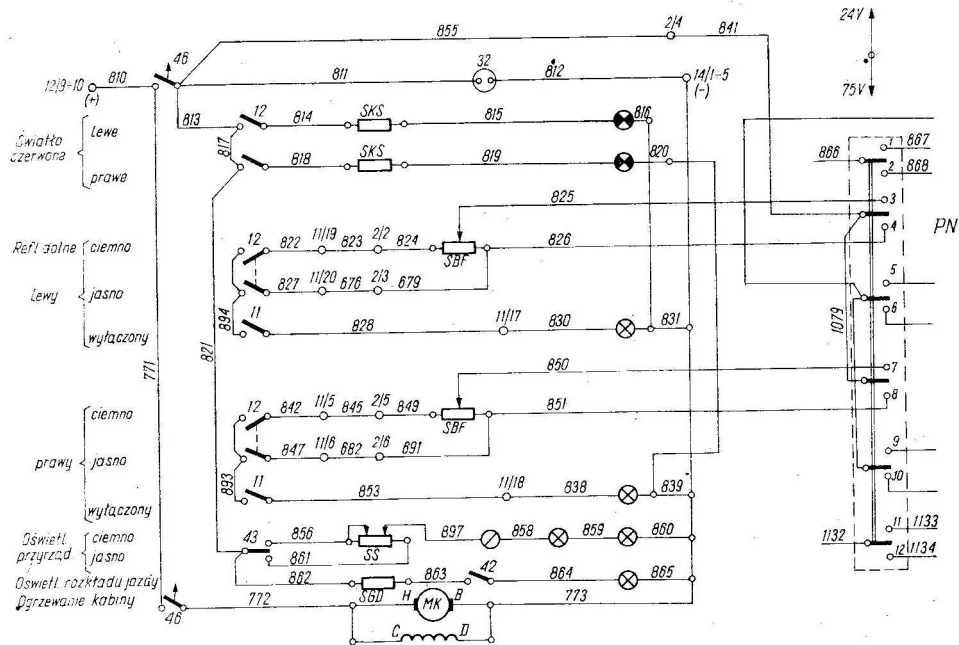 855 2/4 841 24V
46
12/9÷10 810 811 32 812 14/1÷5
(+) (-) 75V
813 12 814 SKS 815 816
Światło czerwone
Lewe
817 818 SKS 819 820
prawe
1 867
866
2 868
825 3
Refl. dolne ciemno 12 822 11/19 823 2/2 824 SBF 826 4 PN
Lewy jasno 827 11/20 676 2/3 679 5
894 11 828 11/17 830 831 6
wyłączony
771 821 1079
850 7
ciemno 12 842 11/5 845 2/5 849 SBF 851 8
prawy jasno 847 11/6 682 2/6 691
893 11 853 11/18 838 839 9
wyłączony 10
Oświetl. przyrząd. ciemno 43 856 SS 897 858 859 860 11 1133
jasno 861 1132 12 1134
Oświetl. rozkładu jazdy 862 SGD 863 42 864 865
Ogrzewanie kabiny 46 772 H MK B 773
C D